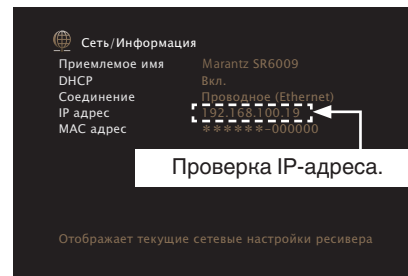 Сеть/Информация
Приемлемое имя Marantz SR6009
DHCP Вкл.
Соединение Проводное (Ethernet)
IP адрес 192.168.100.19
MAC адрес ******-000000
Проверка IP-адреса.
Отображает текущие сетевые настройки ресивера